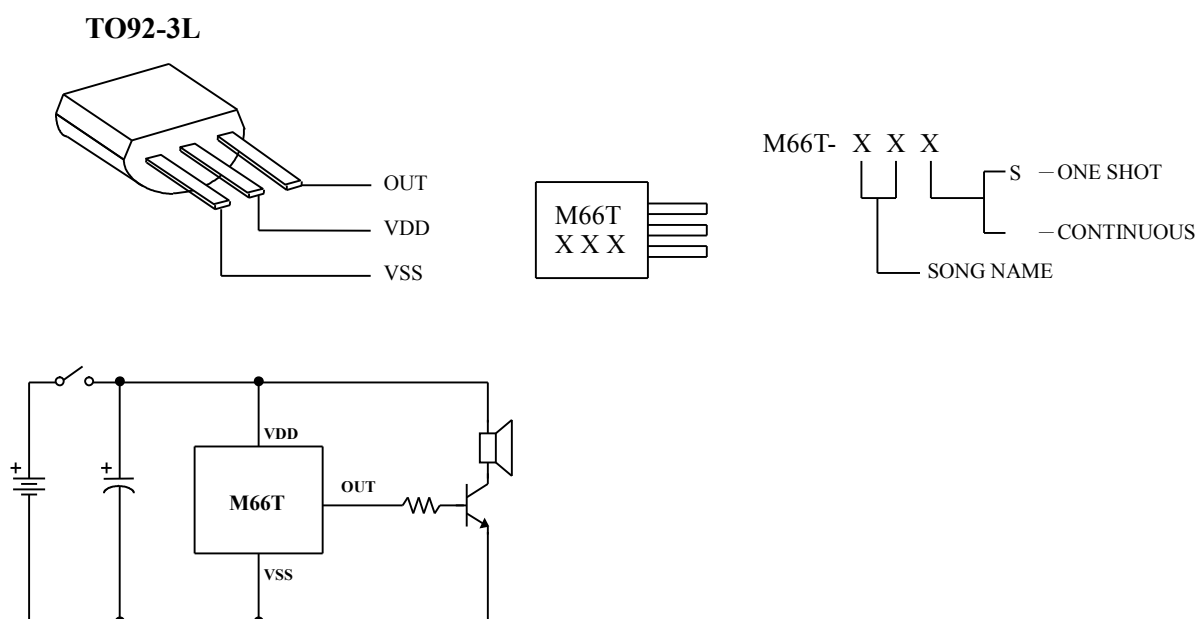 TO92-3L
OUT
VDD
VSS
M66T
X X X
M66T- X X X
S — ONE SHOT
— CONTINUOUS
SONG NAME
+
+
VDD
M66T
OUT
VSS